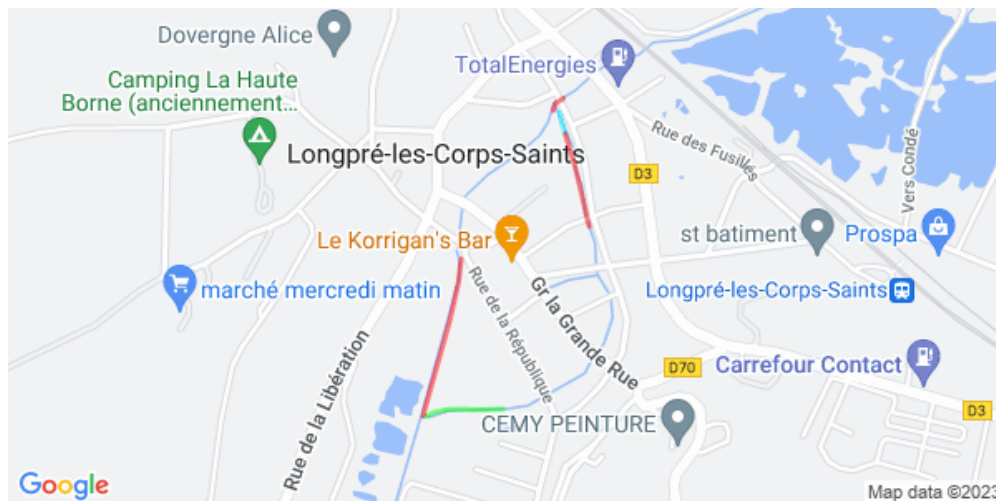 Dovergne Alice
TotalEnergies
Camping La Haute
Borne (anciennement...
Longpré-les-Corps-Saints
Rue des Fusillés
Vers Condé
D3
Le Korrigan's Bar
st batiment
Prospa
marché mercredi matin
Longpré-les-Corps-Saints
Gr la Grande Rue
Rue de la République
Rue de la Libération
D70
Carrefour Contact
D3
CEMY PEINTURE
Google
Map data ©2023